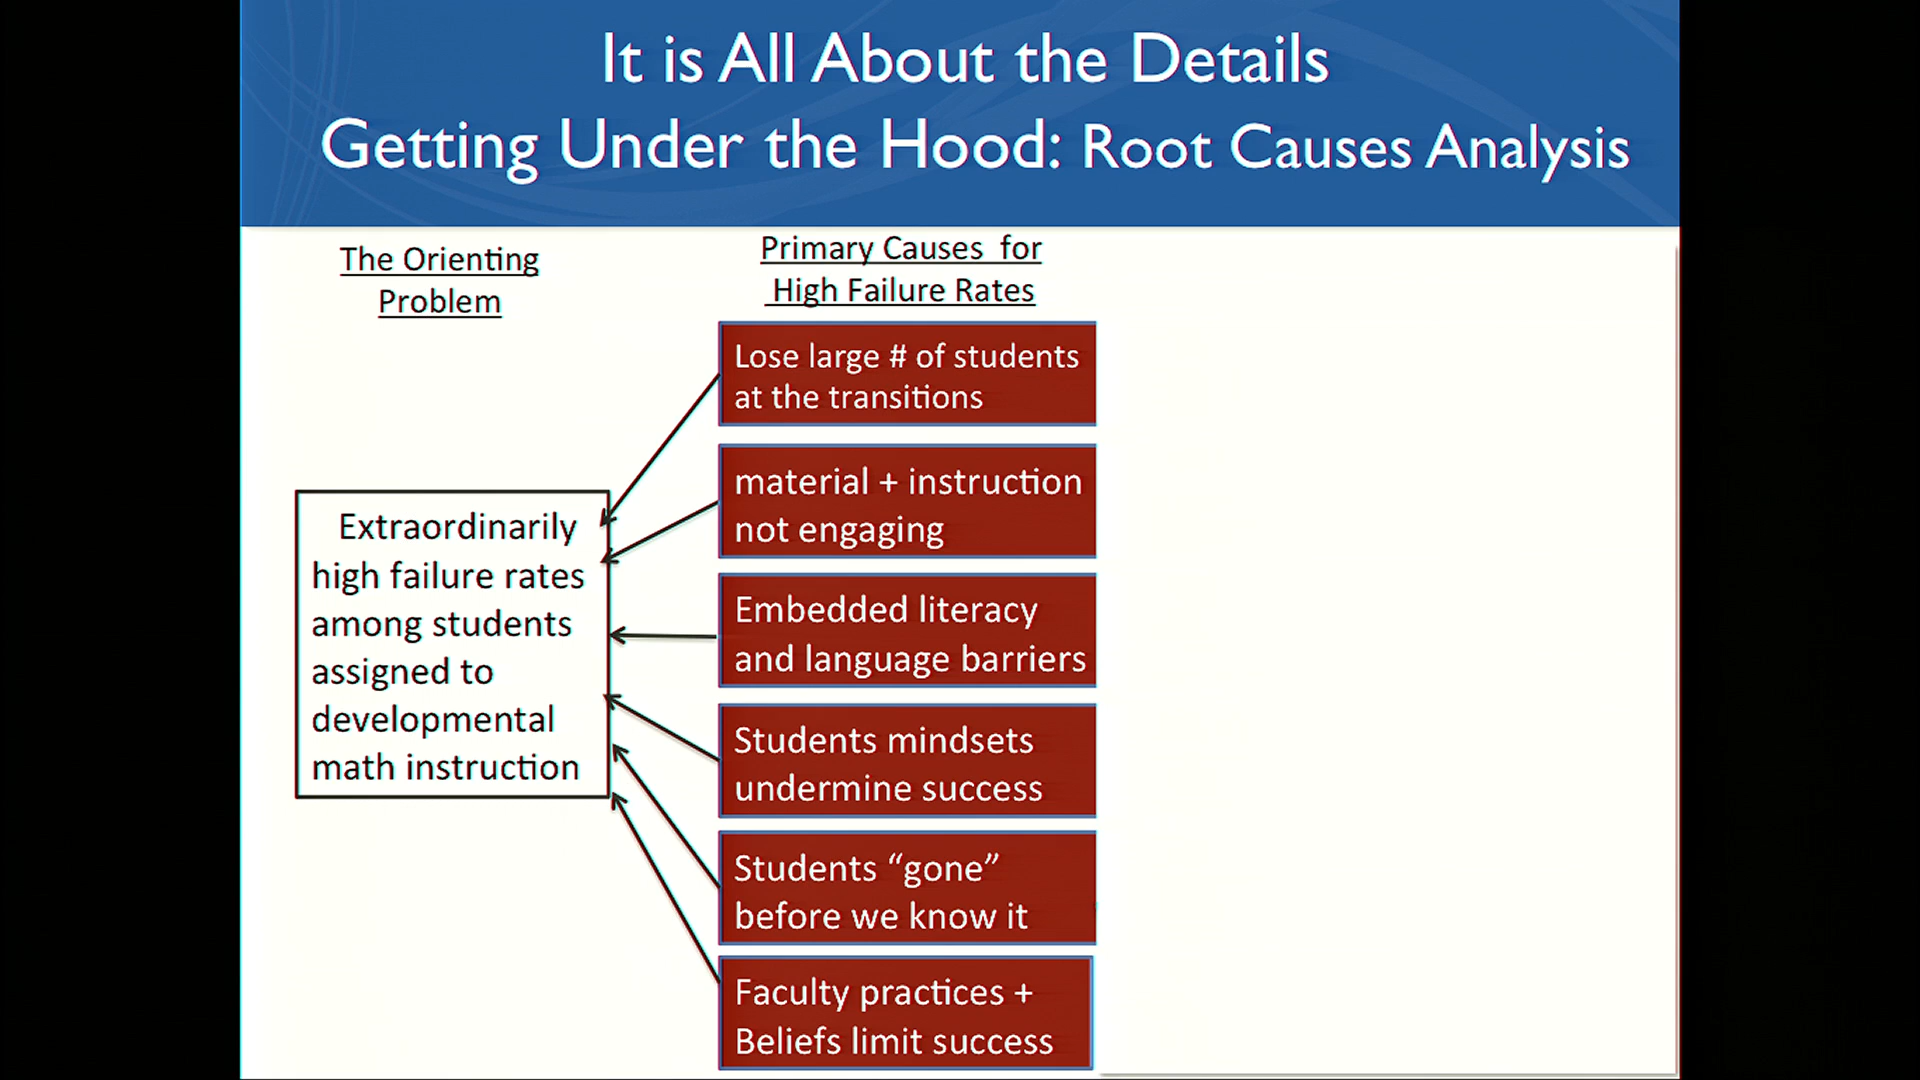 It is All About the Details
Getting Under the Hood: Root Causes Analysis
The Orienting
Problem
Extraordinarily
high failure rates
among students
assigned to
developmental
math instruction
Primary Causes for
High Failure Rates
Lose large # of students
at the transitions
material + instruction
not engaging
Embedded literacy
and language barriers
Students mindsets
undermine success
Students “gone”
before we know it
Faculty practices +
Beliefs limit success